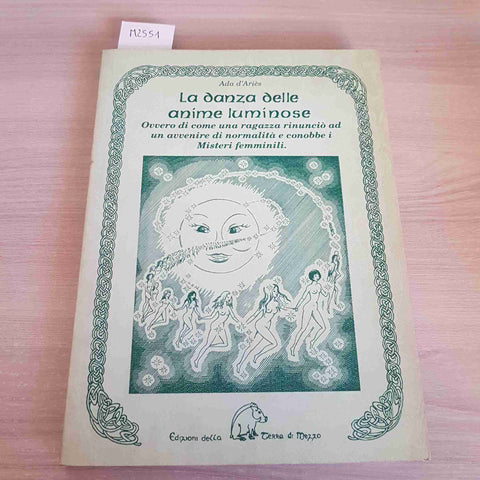 M2551
Ada d'Ariès
La danza delle
anime luminose
Ovvero di come una ragazza rinunciò ad
un avvenire di normalità e conobbe i
Misteri femminili.
Edizioni della Terra di Mezzo